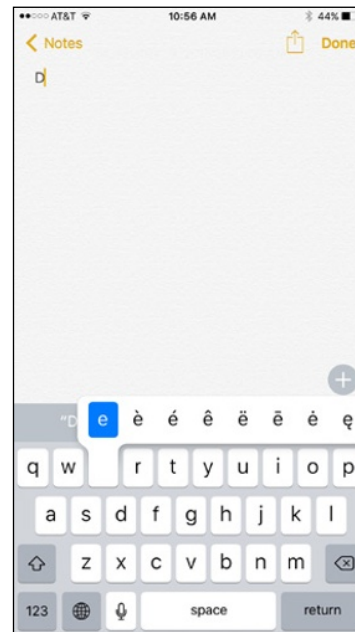 AT&T 10:56 AM 44%
Notes Done
D
"D e è é ê ë ē ė ę
q w r t y u i o p
a s d f g h j k l
z x c v b n m
123 space return